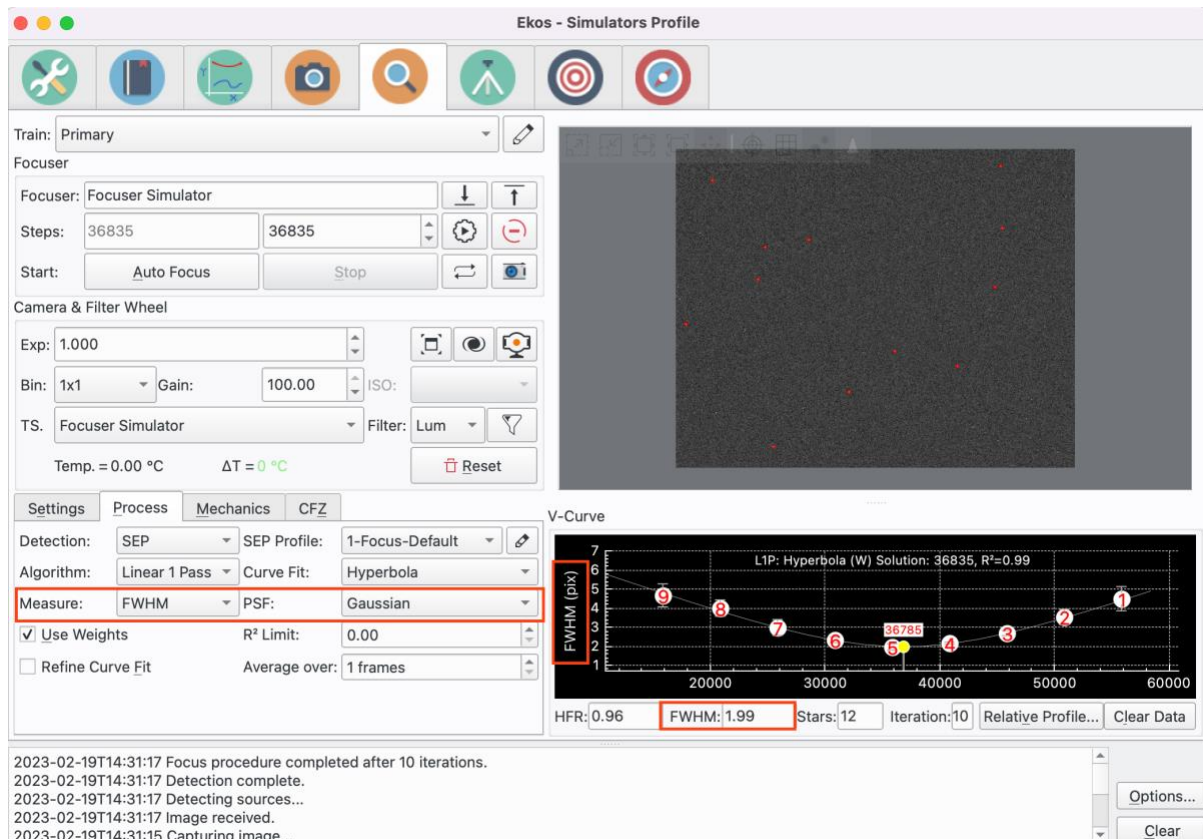 Ekos - Simulators Profile
Train: Primary
Focuser
Focuser: Focuser Simulator
Steps: 36835 36835
Start: Auto Focus Stop
Camera & Filter Wheel
Exp: 1.000
Bin: 1x1 Gain: 100.00 ISO:
TS. Focuser Simulator Filter: Lum
Temp. = 0.00 °C ΔT = 0 °C Reset
Settings Process Mechanics CFZ
Detection: SEP SEP Profile: 1-Focus-Default
Algorithm: Linear 1 Pass Curve Fit: Hyperbola
Measure: FWHM PSF: Gaussian
Use Weights R² Limit: 0.00
Refine Curve Fit Average over: 1 frames
V-Curve
L1P: Hyperbola (W) Solution: 36835, R²=0.99
FWHM (pix)
7
6
5
4
3
2
1
9 8 7 6 5 4 3 2 1
36785
20000 30000 40000 50000 60000
HFR: 0.96 FWHM: 1.99 Stars: 12 Iteration: 10 Relative Profile... Clear Data
2023-02-19T14:31:17 Focus procedure completed after 10 iterations.
2023-02-19T14:31:17 Detection complete.
2023-02-19T14:31:17 Detecting sources...
2023-02-19T14:31:17 Image received.
2023-02-19T14:31:15 Capturing image...
Options...
Clear